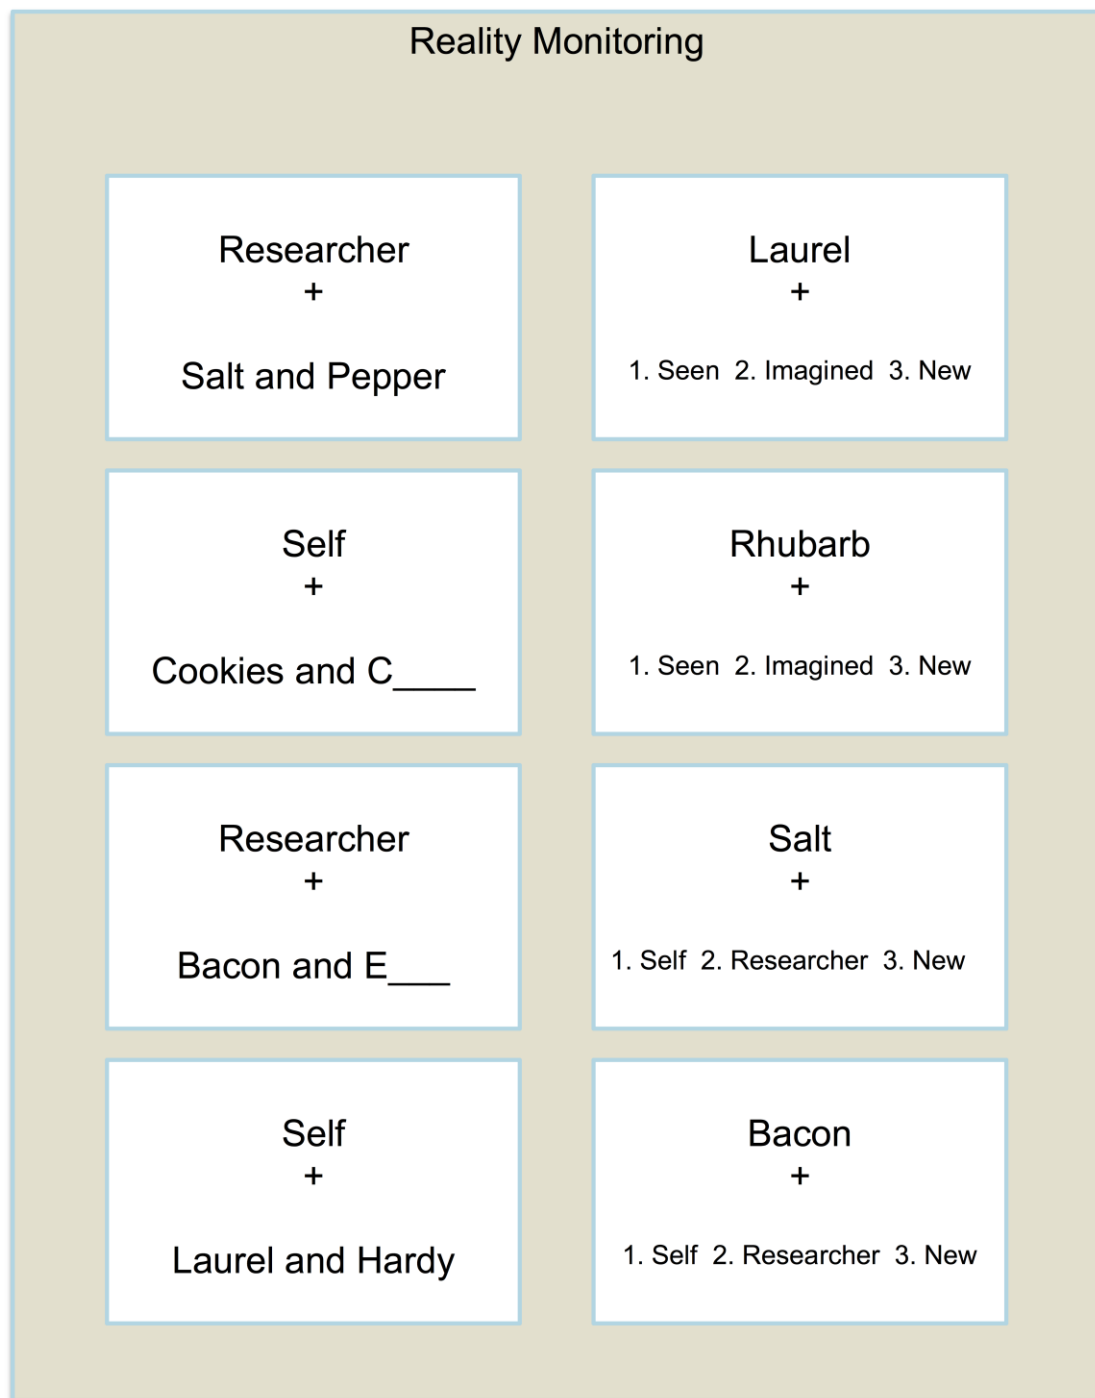 Reality Monitoring
Researcher
+
Salt and Pepper
Laurel
+
1. Seen 2. Imagined 3. New
Self
+
Cookies and C____
Rhubarb
+
1. Seen 2. Imagined 3. New
Researcher
+
Bacon and E___
Salt
+
1. Self 2. Researcher 3. New
Self
+
Laurel and Hardy
Bacon
+
1. Self 2. Researcher 3. New